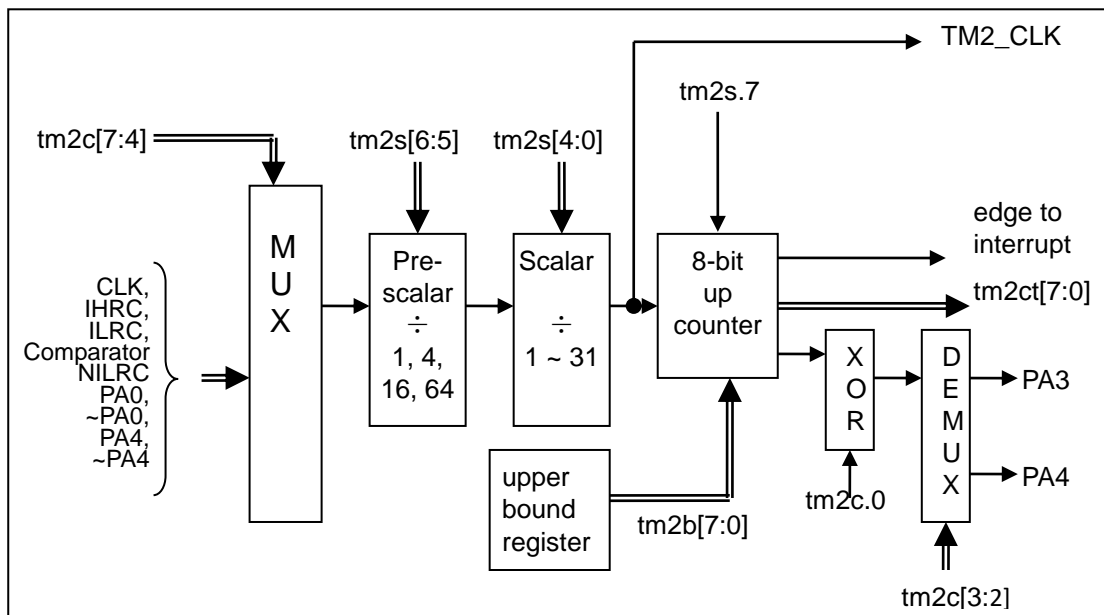 TM2_CLK
tm2s.7
tm2c[7:4]
tm2s[6:5]
tm2s[4:0]
edge to
interrupt
tm2ct[7:0]
M
U
X
Pre-
scalar
÷
1, 4,
16, 64
Scalar
÷
1 ~ 31
8-bit
up
counter
CLK,
IHRC,
ILRC,
Comparator
NILRC
PA0,
~PA0,
PA4,
~PA4
X
O
R
D
E
M
U
X
PA3
PA4
upper
bound
register
tm2b[7:0]
tm2c.0
tm2c[3:2]